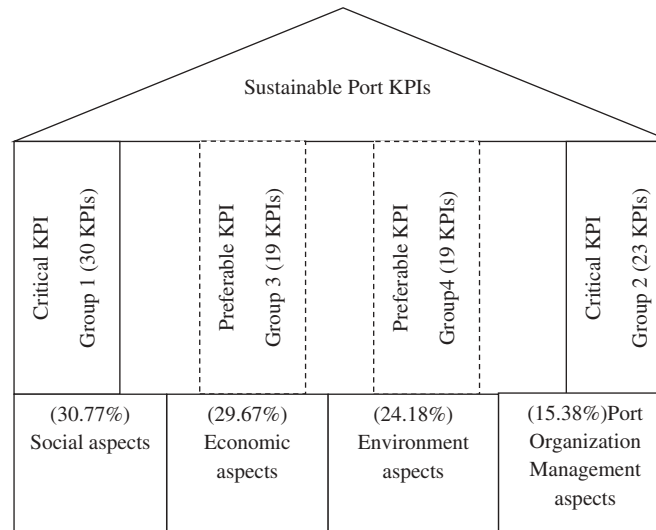 Sustainable Port KPIs
Critical KPI
Group 1 (30 KPIs)
Preferable KPI
Group 3 (19 KPIs)
Preferable KPI
Group4 (19 KPIs)
Critical KPI
Group 2 (23 KPIs)
(30.77%)
Social aspects
(29.67%)
Economic
aspects
(24.18%)
Environment
aspects
(15.38%)Port
Organization
Management
aspects